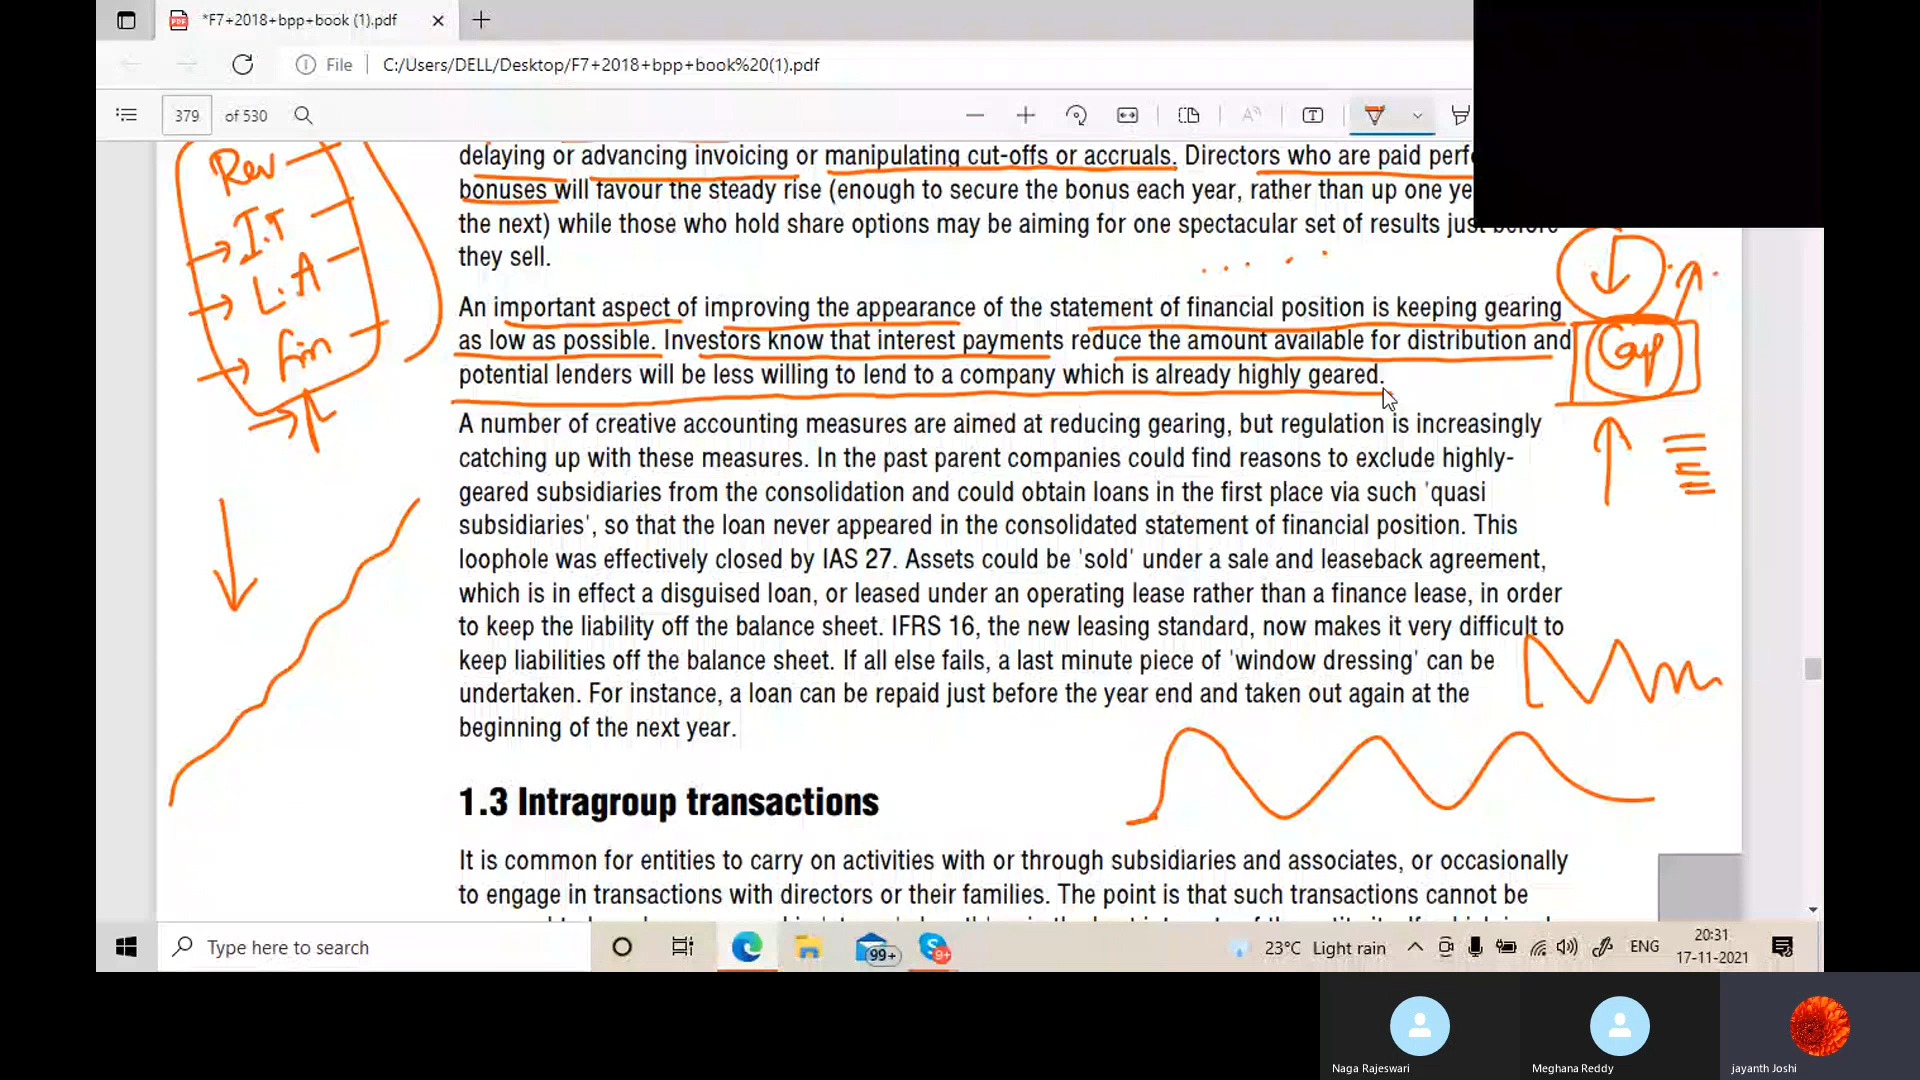 *F7+2018+bpp+book (1).pdf
File
C:/Users/DELL/Desktop/F7+2018+bpp+book%20(1).pdf
379 of 530
delaying or advancing invoicing or manipulating cut-offs or accruals. Directors who are paid
bonuses will favour the steady rise (enough to secure the bonus each year, rather than up one
the next) while those who hold share options may be aiming for one spectacular set of results just before
they sell.
An important aspect of improving the appearance of the statement of financial position is keeping gearing
as low as possible. Investors know that interest payments reduce the amount available for distribution and
potential lenders will be less willing to lend to a company which is already highly geared.
A number of creative accounting measures are aimed at reducing gearing, but regulation is increasingly
catching up with these measures. In the past parent companies could find reasons to exclude highly-
geared subsidiaries from the consolidation and could obtain loans in the first place via such 'quasi
subsidiaries', so that the loan never appeared in the consolidated statement of financial position. This
loophole was effectively closed by IAS 27. Assets could be 'sold' under a sale and leaseback agreement,
which is in effect a disguised loan, or leased under an operating lease rather than a finance lease, in order
to keep the liability off the balance sheet. IFRS 16, the new leasing standard, now makes it very difficult to
keep liabilities off the balance sheet. If all else fails, a last minute piece of 'window dressing' can be
undertaken. For instance, a loan can be repaid just before the year end and taken out again at the
beginning of the next year.
1.3 Intragroup transactions
It is common for entities to carry on activities with or through subsidiaries and associates, or occasionally
to engage in transactions with directors or their families. The point is that such transactions cannot be
Rev
I.T
L.A
fin
Cap
Type here to search
99+
9+
23°C Light rain
ENG
20:31
17-11-2021
Naga Rajeswari
Meghana Reddy
jayanth Joshi